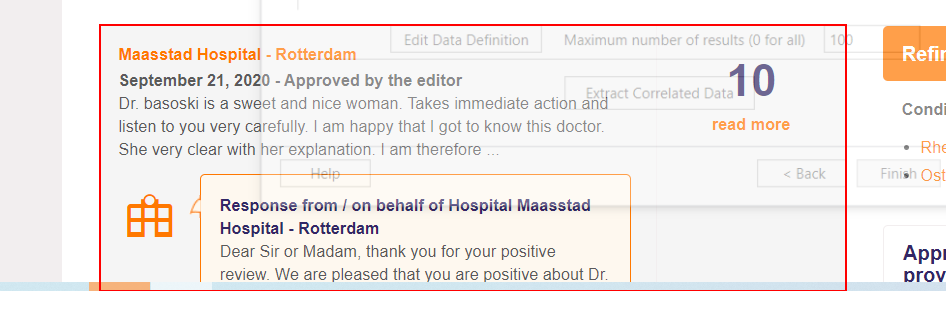 Edit Data Definition Maximum number of results (0 for all) 100
Maasstad Hospital - Rotterdam
September 21, 2020 - Approved by the editor
10
Extract Correlated Data
Dr. basoski is a sweet and nice woman. Takes immediate action and
listen to you very carefully. I am happy that I got to know this doctor.
She very clear with her explanation. I am therefore ...
read more
Help < Back Finish
Response from / on behalf of Hospital Maasstad
Hospital - Rotterdam
Dear Sir or Madam, thank you for your positive
review. We are pleased that you are positive about Dr.
Refin
Condi
• Rhe
• Ost
Appr
prov